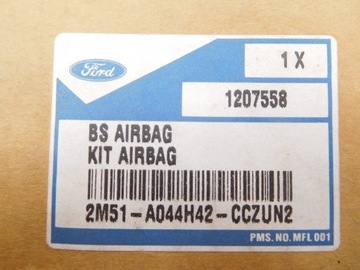 Ford
1 X
1207558
BS AIRBAG
KIT AIRBAG
2M51-A044H42-CCZUN2
PMS. NO. MFL 001